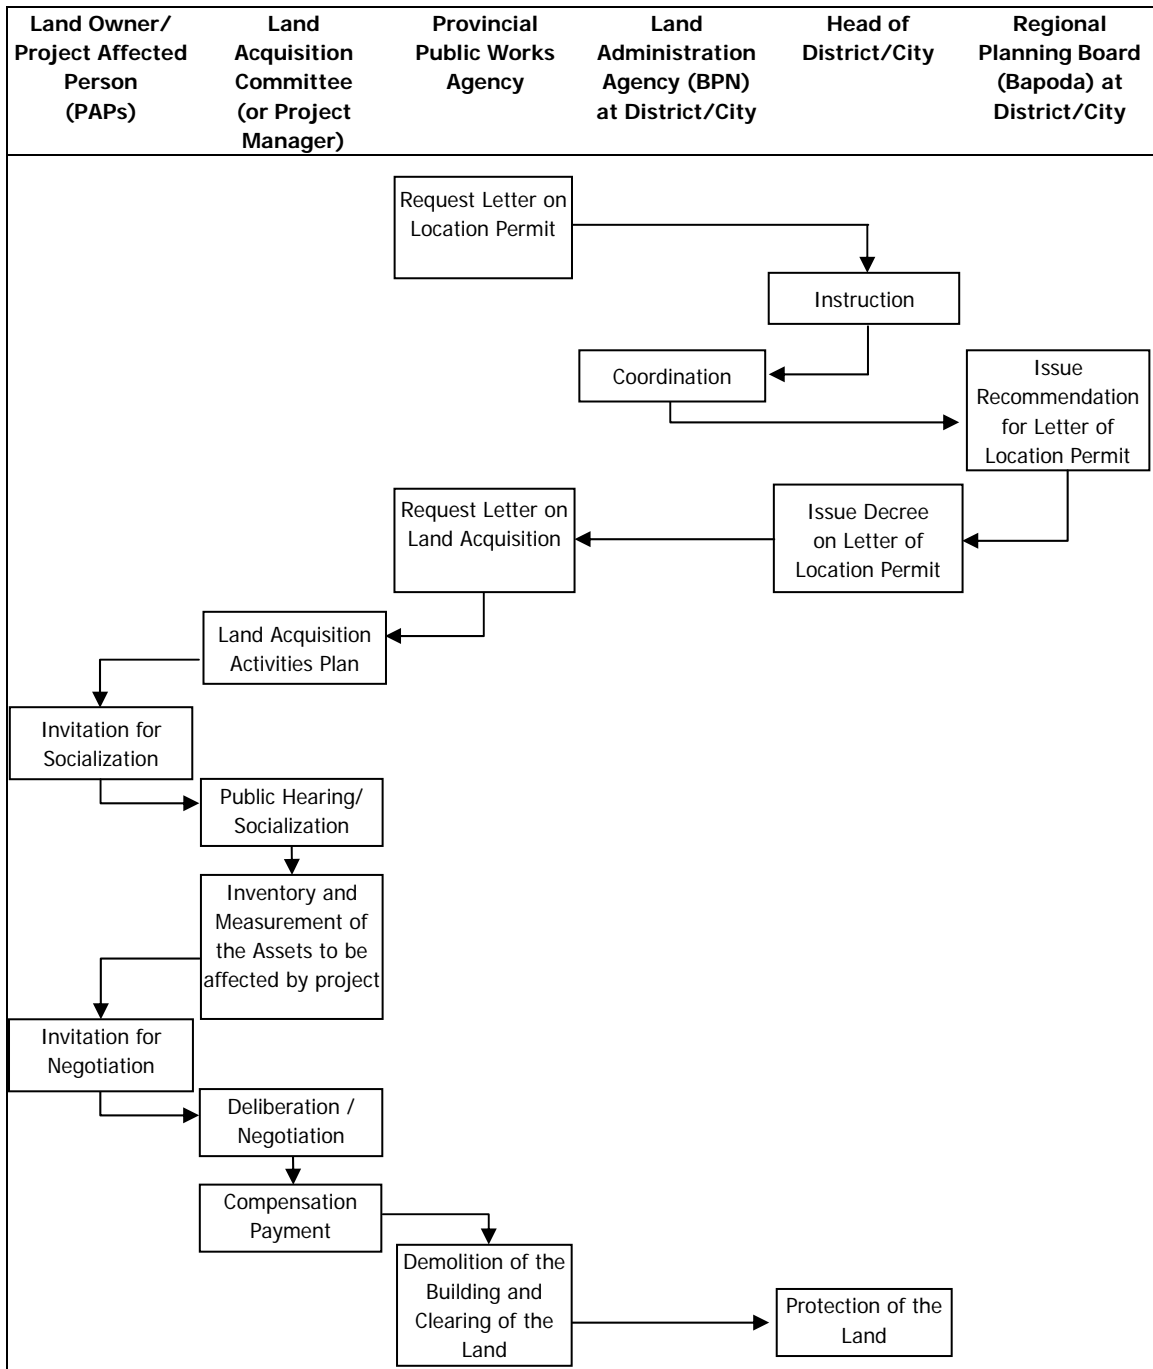 Land Owner/
Project Affected
Person
(PAPs)
Land
Acquisition
Committee
(or Project
Manager)
Provincial
Public Works
Agency
Land
Administration
Agency (BPN)
at District/City
Head of
District/City
Regional
Planning Board
(Bapoda) at
District/City
Request Letter on
Location Permit
Instruction
Coordination
Issue
Recommendation
for Letter of
Location Permit
Issue Decree
on Letter of
Location Permit
Request Letter on
Land Acquisition
Land Acquisition
Activities Plan
Invitation for
Socialization
Public Hearing/
Socialization
Inventory and
Measurement of
the Assets to be
affected by project
Invitation for
Negotiation
Deliberation /
Negotiation
Compensation
Payment
Demolition of the
Building and
Clearing of the
Land
Protection of the
Land